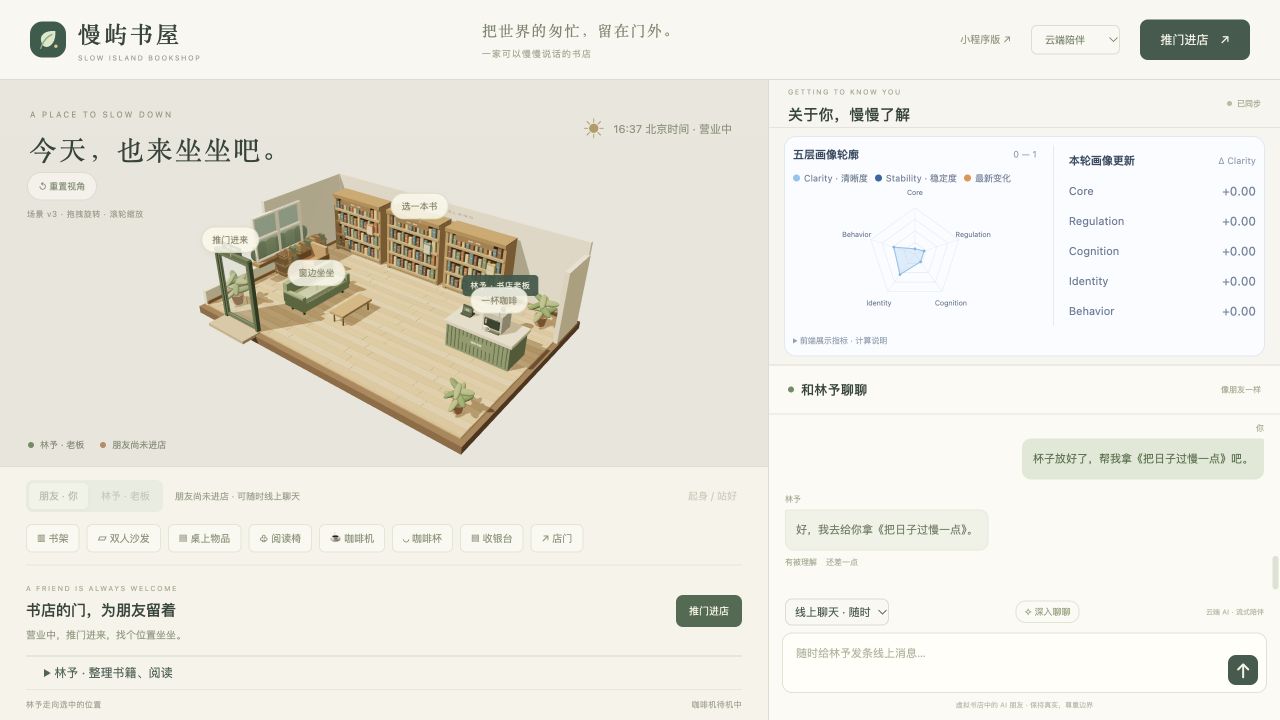 慢屿书屋
SLOW ISLAND BOOKSHOP
把世界的匆忙，留在门外。
一家可以慢慢说话的书店
小程序版 ↗
云端陪伴
推门进店 ↗
A PLACE TO SLOW DOWN
今天，也来坐坐吧。
16:37 北京时间 · 营业中
重置视角
场景 v3 · 拖拽旋转 · 滚轮缩放
推门进来
选一本书
窗边坐坐
林予 · 书店老板
一杯咖啡
林予 · 老板
朋友尚未进店
朋友 · 你
林予 · 老板
朋友尚未进店 · 可随时线上聊天
起身 / 站好
书架
双人沙发
桌上物品
阅读椅
咖啡机
咖啡杯
收银台
店门
A FRIEND IS ALWAYS WELCOME
书店的门，为朋友留着
营业中，推门进来，找个位置坐坐。
推门进店
林予 · 整理书籍、阅读
林予走向选中的位置
咖啡机待机中
GETTING TO KNOW YOU
关于你，慢慢了解
已同步
五层画像轮廓
0 — 1
Clarity · 清晰度
Stability · 稳定度
最新变化
Core
Behavior
Regulation
Identity
Cognition
前端展示指标 · 计算说明
本轮画像更新
Δ Clarity
Core +0.00
Regulation +0.00
Cognition +0.00
Identity +0.00
Behavior +0.00
和林予聊聊
像朋友一样
你
杯子放好了，帮我拿《把日子过慢一点》吧。
林予
好，我去给你拿《把日子过慢一点》。
有被理解 还差一点
线上聊天 · 随时
深入聊聊
云端 AI · 流式陪伴
随时给林予发条线上消息…
虚拟书店中的 AI 朋友 · 保持真实，尊重边界